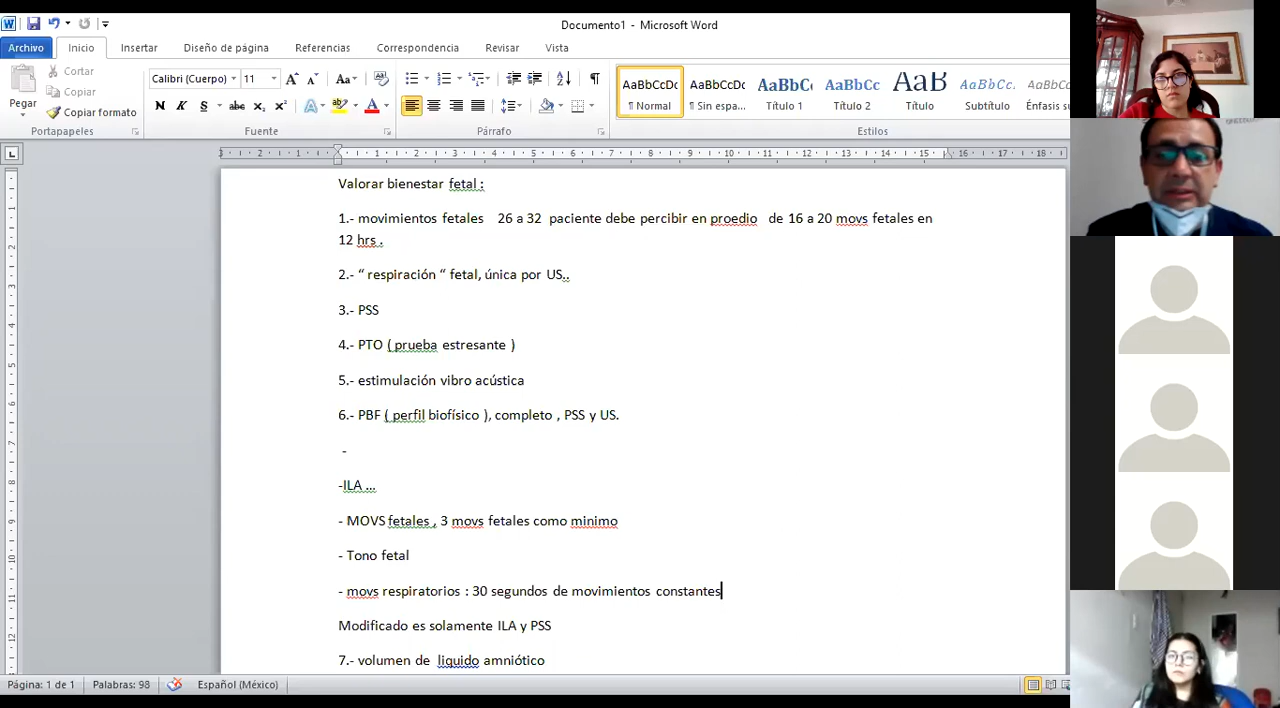 Documento1 - Microsoft Word
Archivo Inicio Insertar Diseño de página Referencias Correspondencia Revisar Vista
Pegar
Cortar
Copiar
Copiar formato
Portapapeles
Calibri (Cuerpo) 11
Fuente
Párrafo
AaBbCcDc AaBbCcDc AaBbC AaBbCc AaB AaBbCc. AaBbCc
¶ Normal ¶ Sin espa... Título 1 Título 2 Título Subtítulo Énfasis su
Estilos
Valorar bienestar fetal :
1.- movimientos fetales 26 a 32 paciente debe percibir en proedio de 16 a 20 movs fetales en
12 hrs .
2.- “ respiración “ fetal, única por US..
3.- PSS
4.- PTO ( prueba estresante )
5.- estimulación vibro acústica
6.- PBF ( perfil biofísico ), completo , PSS y US.
-
-ILA ...
- MOVS fetales , 3 movs fetales como minimo
- Tono fetal
- movs respiratorios : 30 segundos de movimientos constantes
Modificado es solamente ILA y PSS
7.- volumen de liquido amniótico
Página: 1 de 1 Palabras: 98 Español (México)